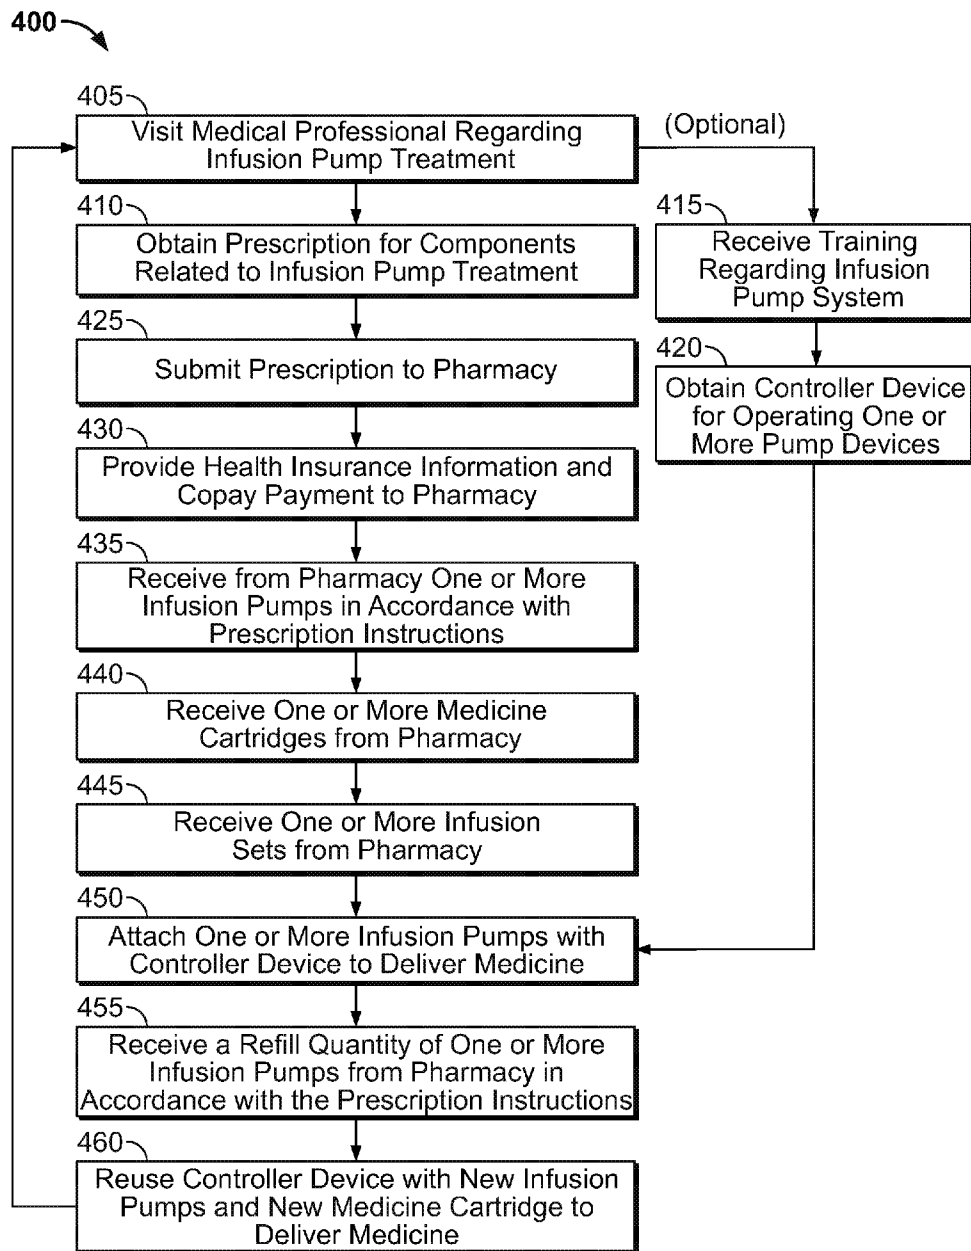 400
405
Visit Medical Professional Regarding
Infusion Pump Treatment
(Optional)
410
Obtain Prescription for Components
Related to Infusion Pump Treatment
415
Receive Training
Regarding Infusion
Pump System
425
Submit Prescription to Pharmacy
420
Obtain Controller Device
for Operating One or
More Pump Devices
430
Provide Health Insurance Information and
Copay Payment to Pharmacy
435
Receive from Pharmacy One or More
Infusion Pumps in Accordance with
Prescription Instructions
440
Receive One or More Medicine
Cartridges from Pharmacy
445
Receive One or More Infusion
Sets from Pharmacy
450
Attach One or More Infusion Pumps with
Controller Device to Deliver Medicine
455
Receive a Refill Quantity of One or More
Infusion Pumps from Pharmacy in
Accordance with the Prescription Instructions
460
Reuse Controller Device with New Infusion
Pumps and New Medicine Cartridge to
Deliver Medicine